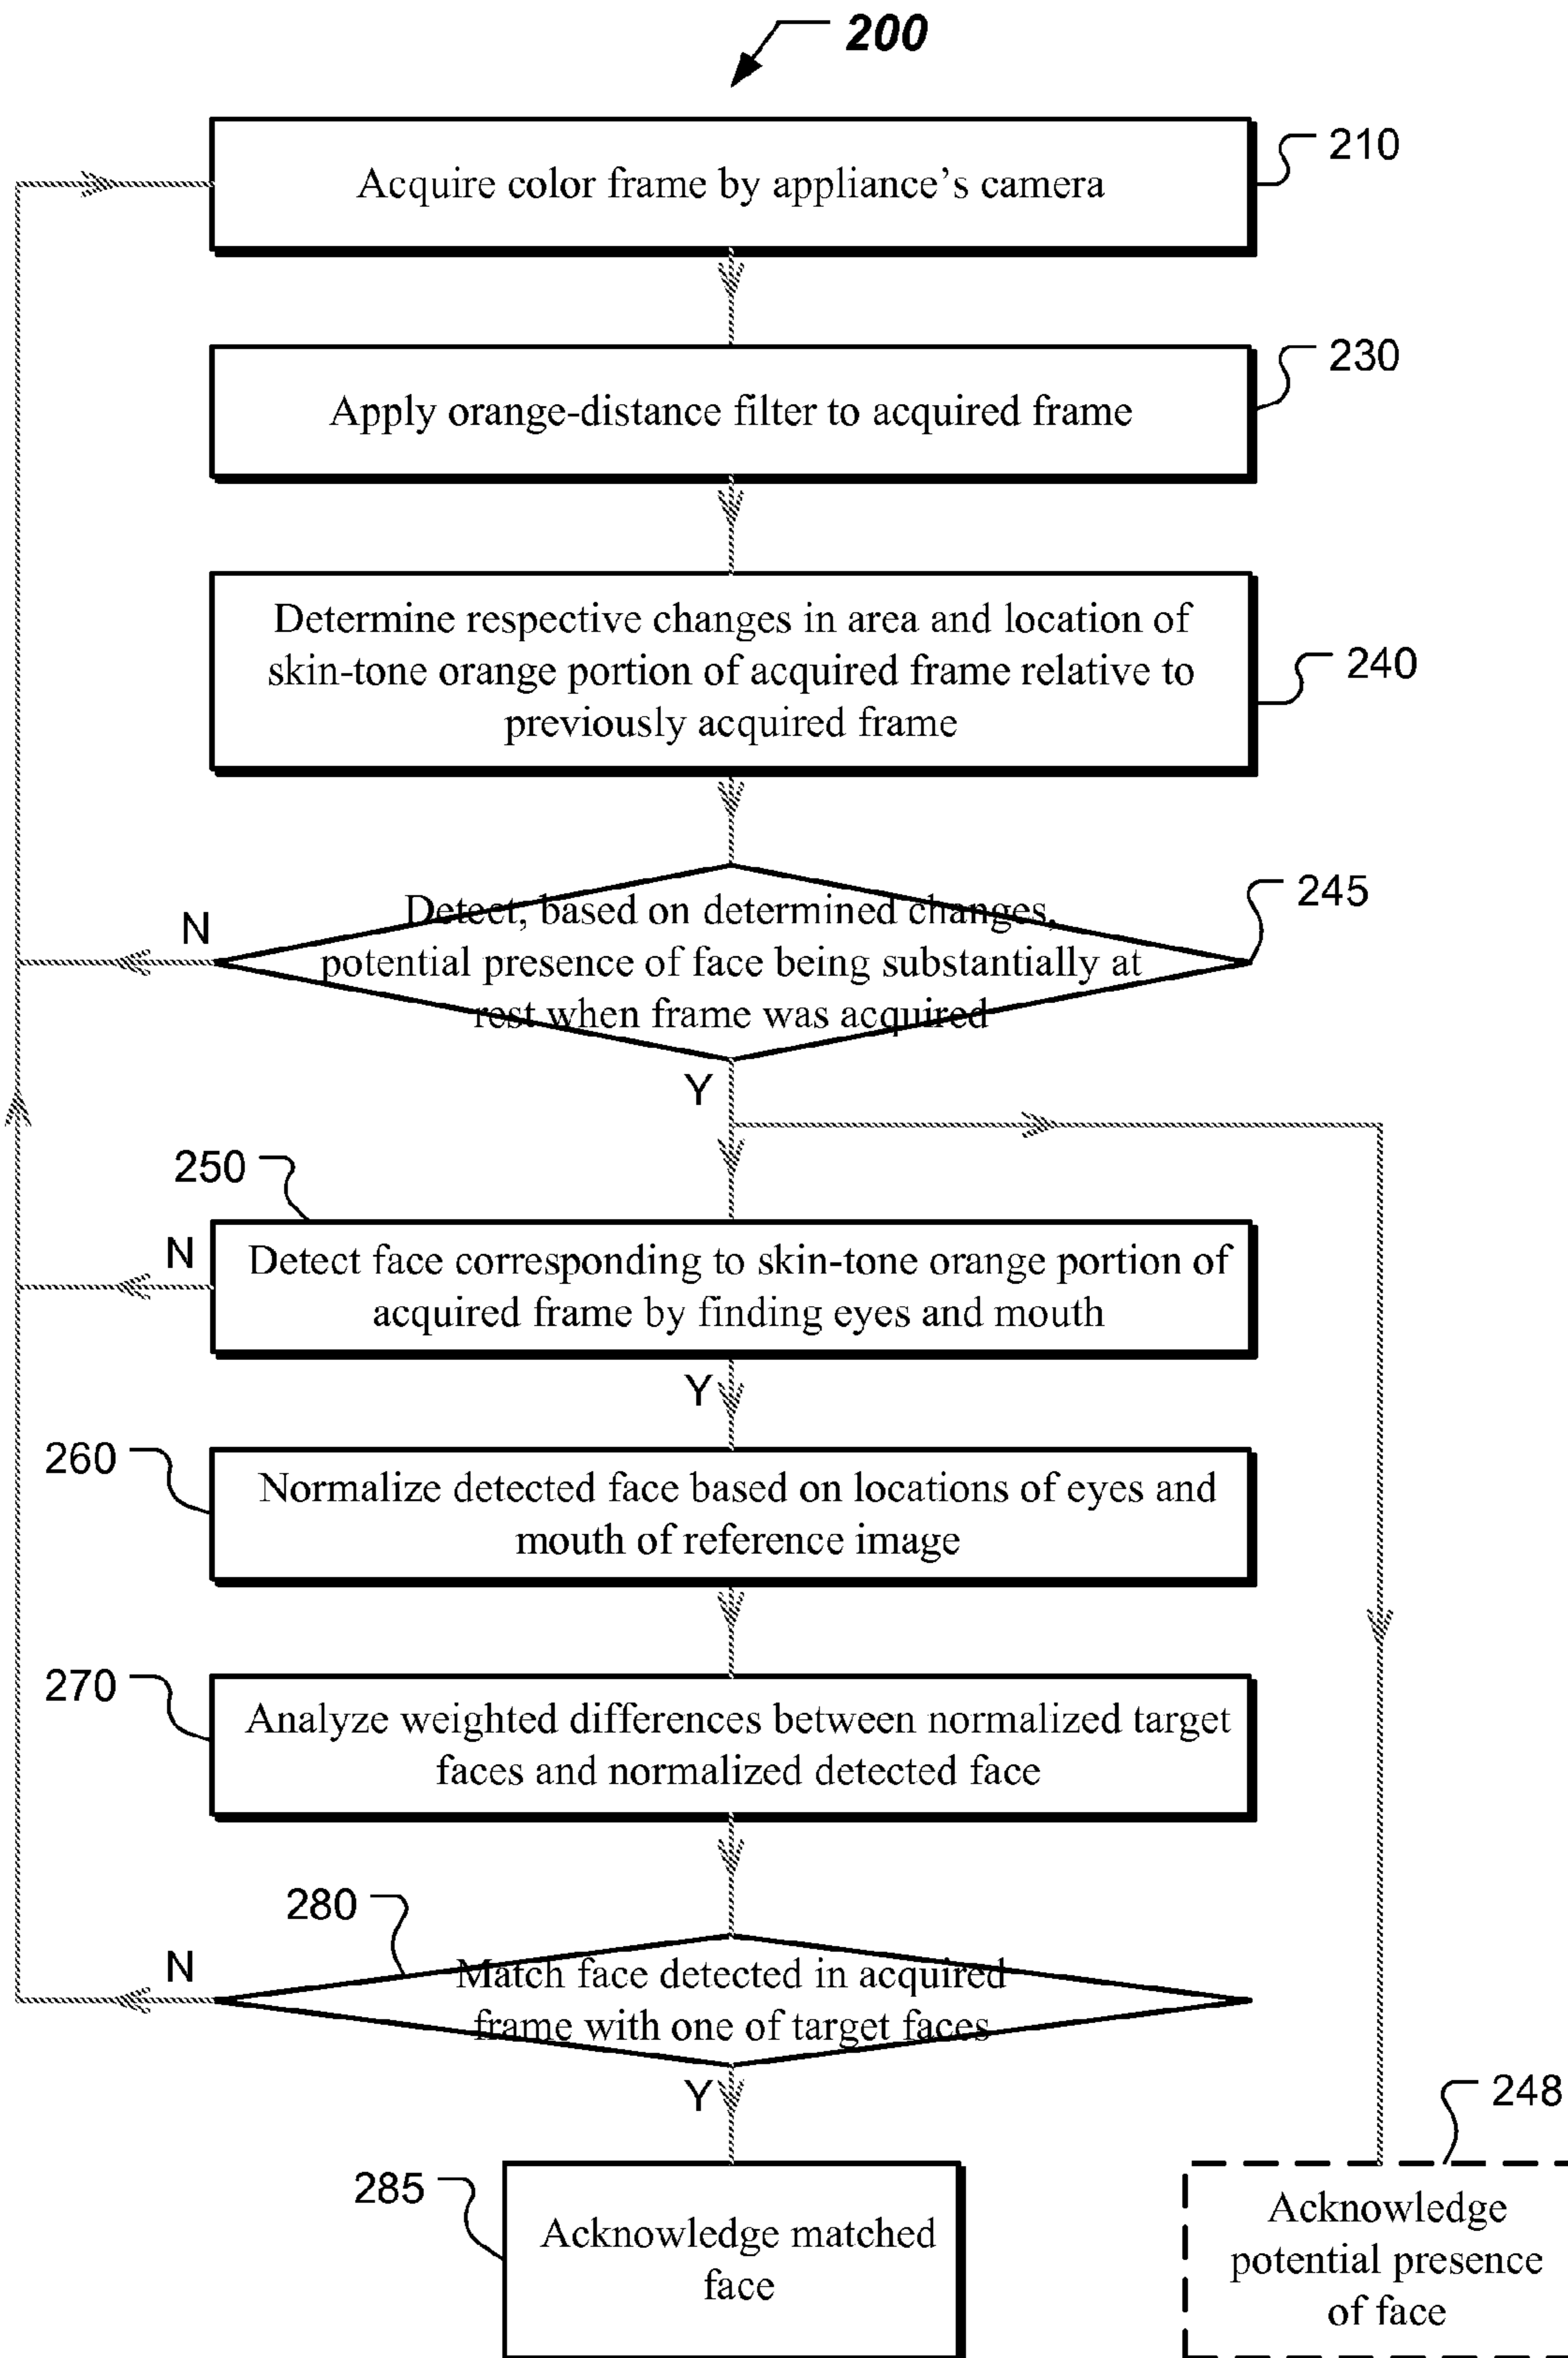 200
Acquire color frame by appliance's camera
210
Apply orange-distance filter to acquired frame
230
Determine respective changes in area and location of
skin-tone orange portion of acquired frame relative to
previously acquired frame
240
Detect, based on determined changes,
potential presence of face being substantially at
rest when frame was acquired
245
N
Y
250
N
Detect face corresponding to skin-tone orange portion of
acquired frame by finding eyes and mouth
Y
260
Normalize detected face based on locations of eyes and
mouth of reference image
270
Analyze weighted differences between normalized target
faces and normalized detected face
280
N
Match face detected in acquired
frame with one of target faces
Y
248
285
Acknowledge matched
face
Acknowledge
potential presence
of face